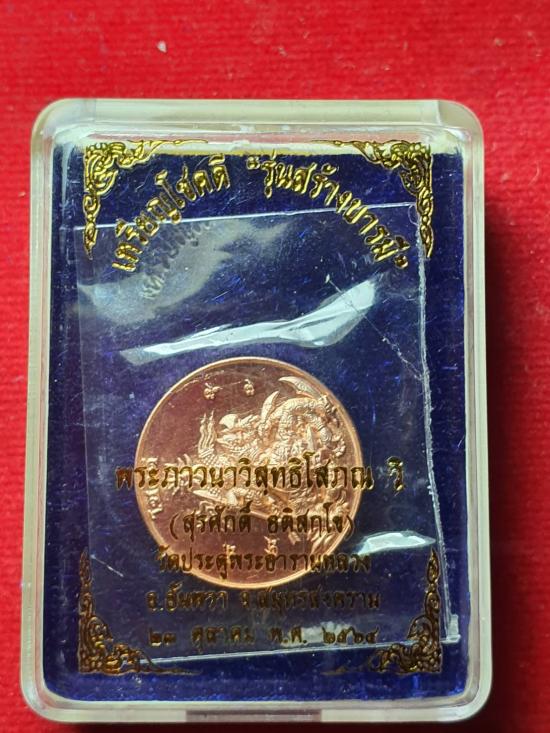 เหรียญโชคดี "รุ่นสร้างบารมี"
พระภาวนาวิสุทธิโสภณ วิ
(สุรศักดิ์ อติสกฺโข)
วัดประดู่พระอารามหลวง
อ.อัมพวา จ.สมุทรสงคราม
๒๓ ตุลาคม พ.ศ. ๒๕๖๔